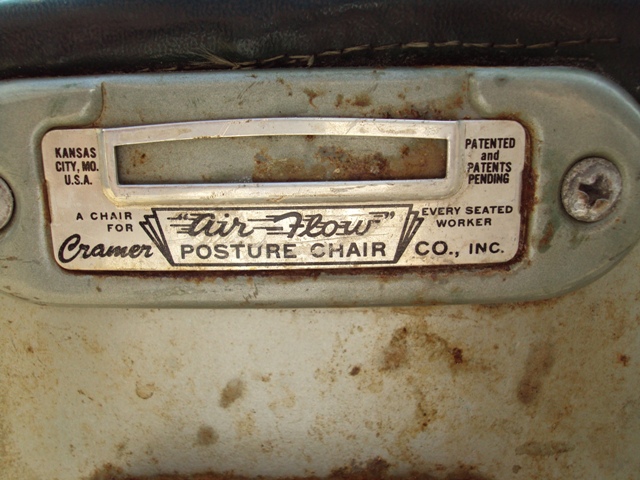 KANSAS
CITY, MO.
U.S.A.
PATENTED
and
PATENTS
PENDING
A CHAIR
FOR
"Air-Flow"
EVERY SEATED
WORKER
Cramer POSTURE CHAIR CO., INC.